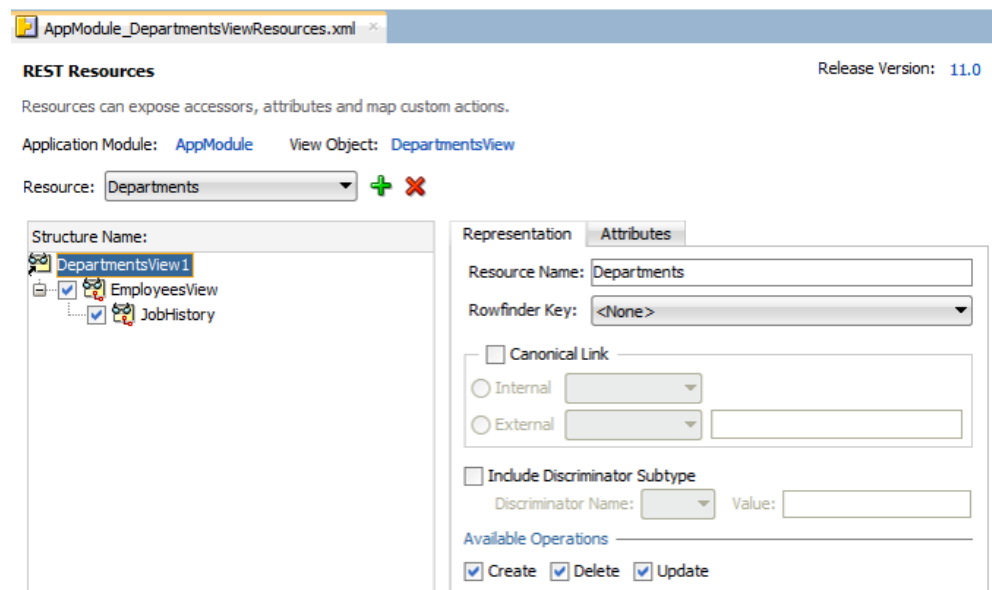 AppModule_DepartmentsViewResources.xml
REST Resources
Release Version: 11.0
Resources can expose accessors, attributes and map custom actions.
Application Module: AppModule View Object: DepartmentsView
Resource: Departments
Structure Name:
DepartmentsView1
EmployeesView
JobHistory
Representation Attributes
Resource Name: Departments
Rowfinder Key: <None>
Canonical Link
Internal
External
Include Discriminator Subtype
Discriminator Name: Value:
Available Operations
Create Delete Update